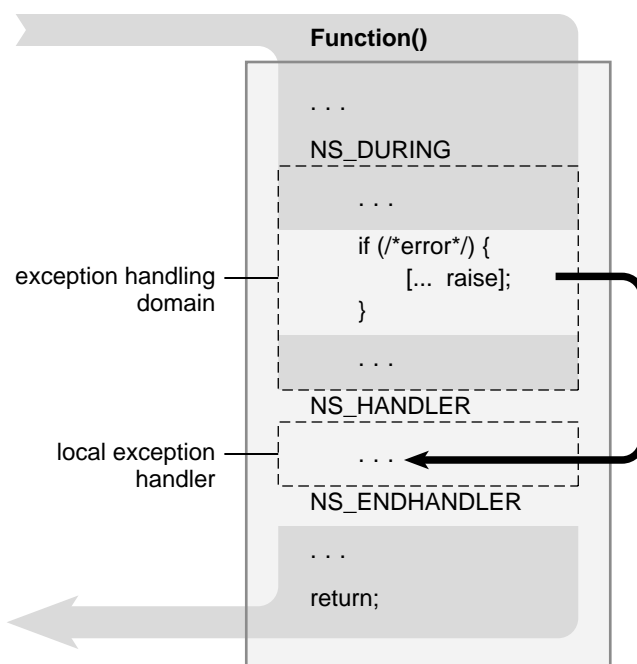 Function()
. . .
NS_DURING
. . .
if (/*error*/) {
[... raise];
}
exception handling
domain
. . .
NS_HANDLER
local exception
handler
. . .
NS_ENDHANDLER
. . .
return;